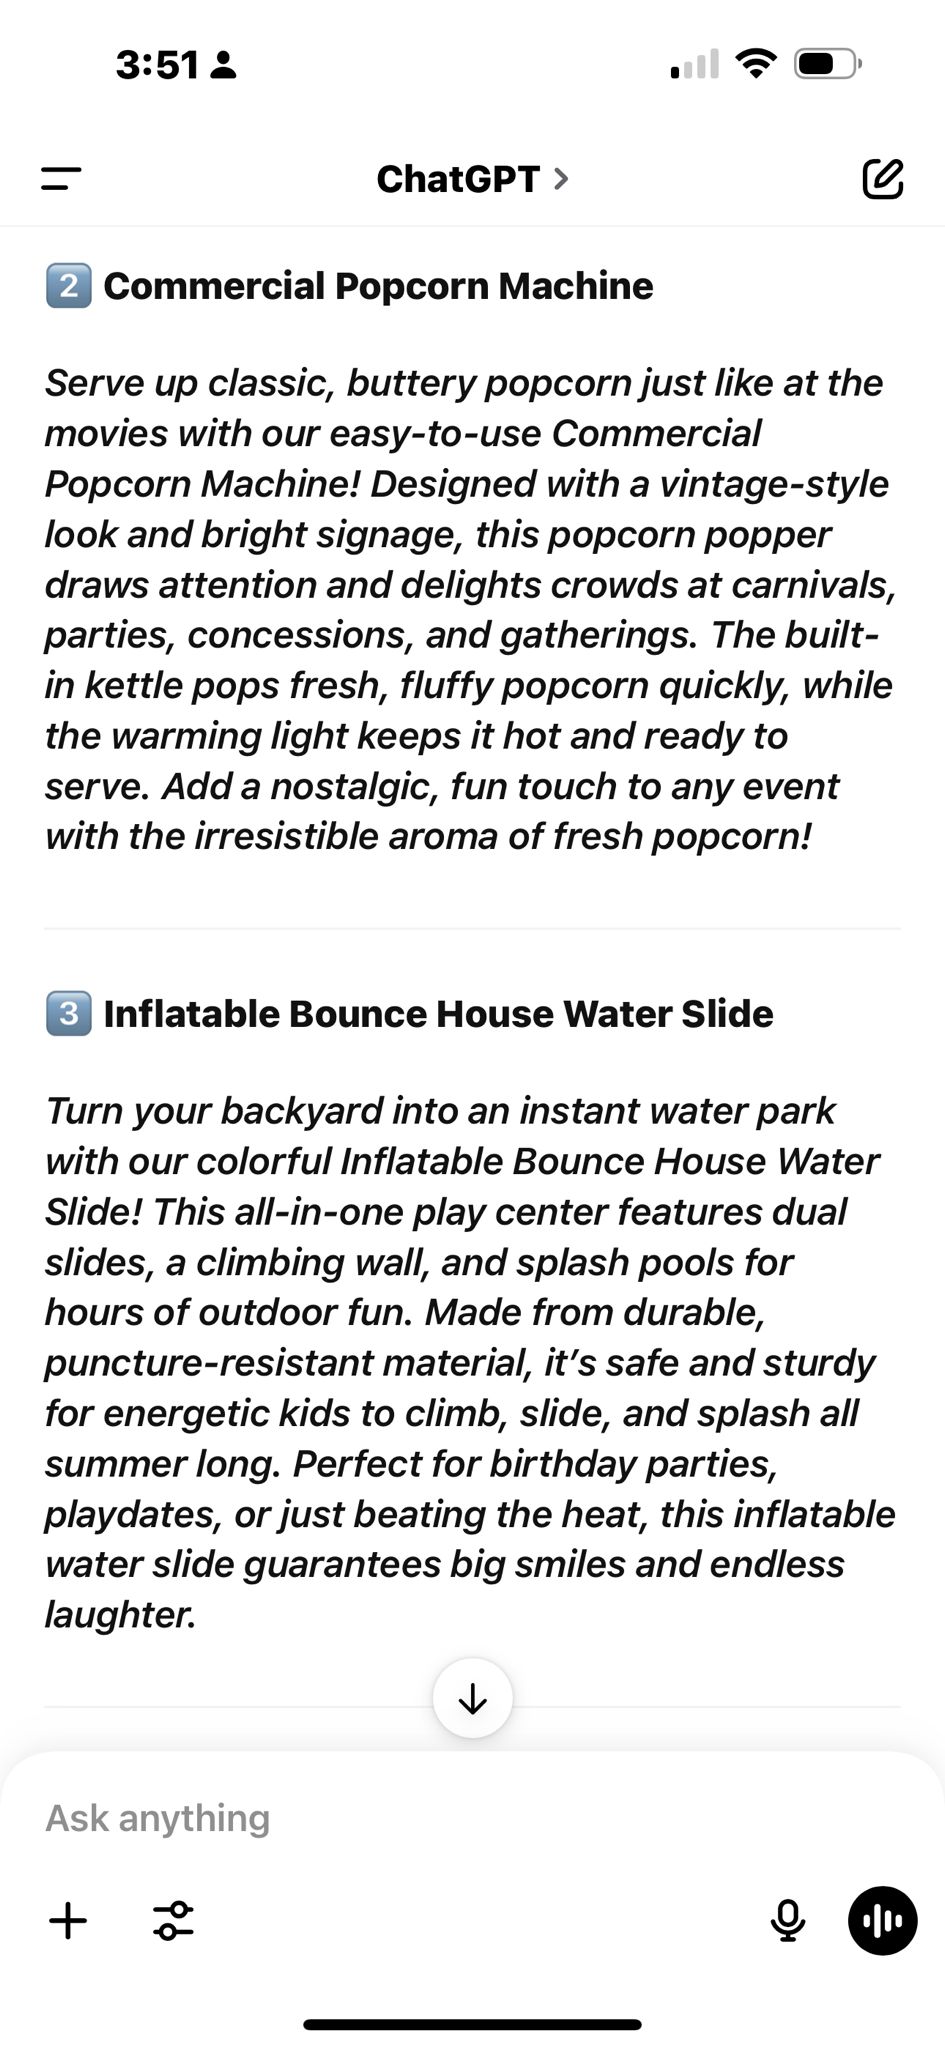 3:51
ChatGPT >
2 Commercial Popcorn Machine
Serve up classic, buttery popcorn just like at the
movies with our easy-to-use Commercial
Popcorn Machine! Designed with a vintage-style
look and bright signage, this popcorn popper
draws attention and delights crowds at carnivals,
parties, concessions, and gatherings. The built-
in kettle pops fresh, fluffy popcorn quickly, while
the warming light keeps it hot and ready to
serve. Add a nostalgic, fun touch to any event
with the irresistible aroma of fresh popcorn!
3 Inflatable Bounce House Water Slide
Turn your backyard into an instant water park
with our colorful Inflatable Bounce House Water
Slide! This all-in-one play center features dual
slides, a climbing wall, and splash pools for
hours of outdoor fun. Made from durable,
puncture-resistant material, it’s safe and sturdy
for energetic kids to climb, slide, and splash all
summer long. Perfect for birthday parties,
playdates, or just beating the heat, this inflatable
water slide guarantees big smiles and endless
laughter.
Ask anything